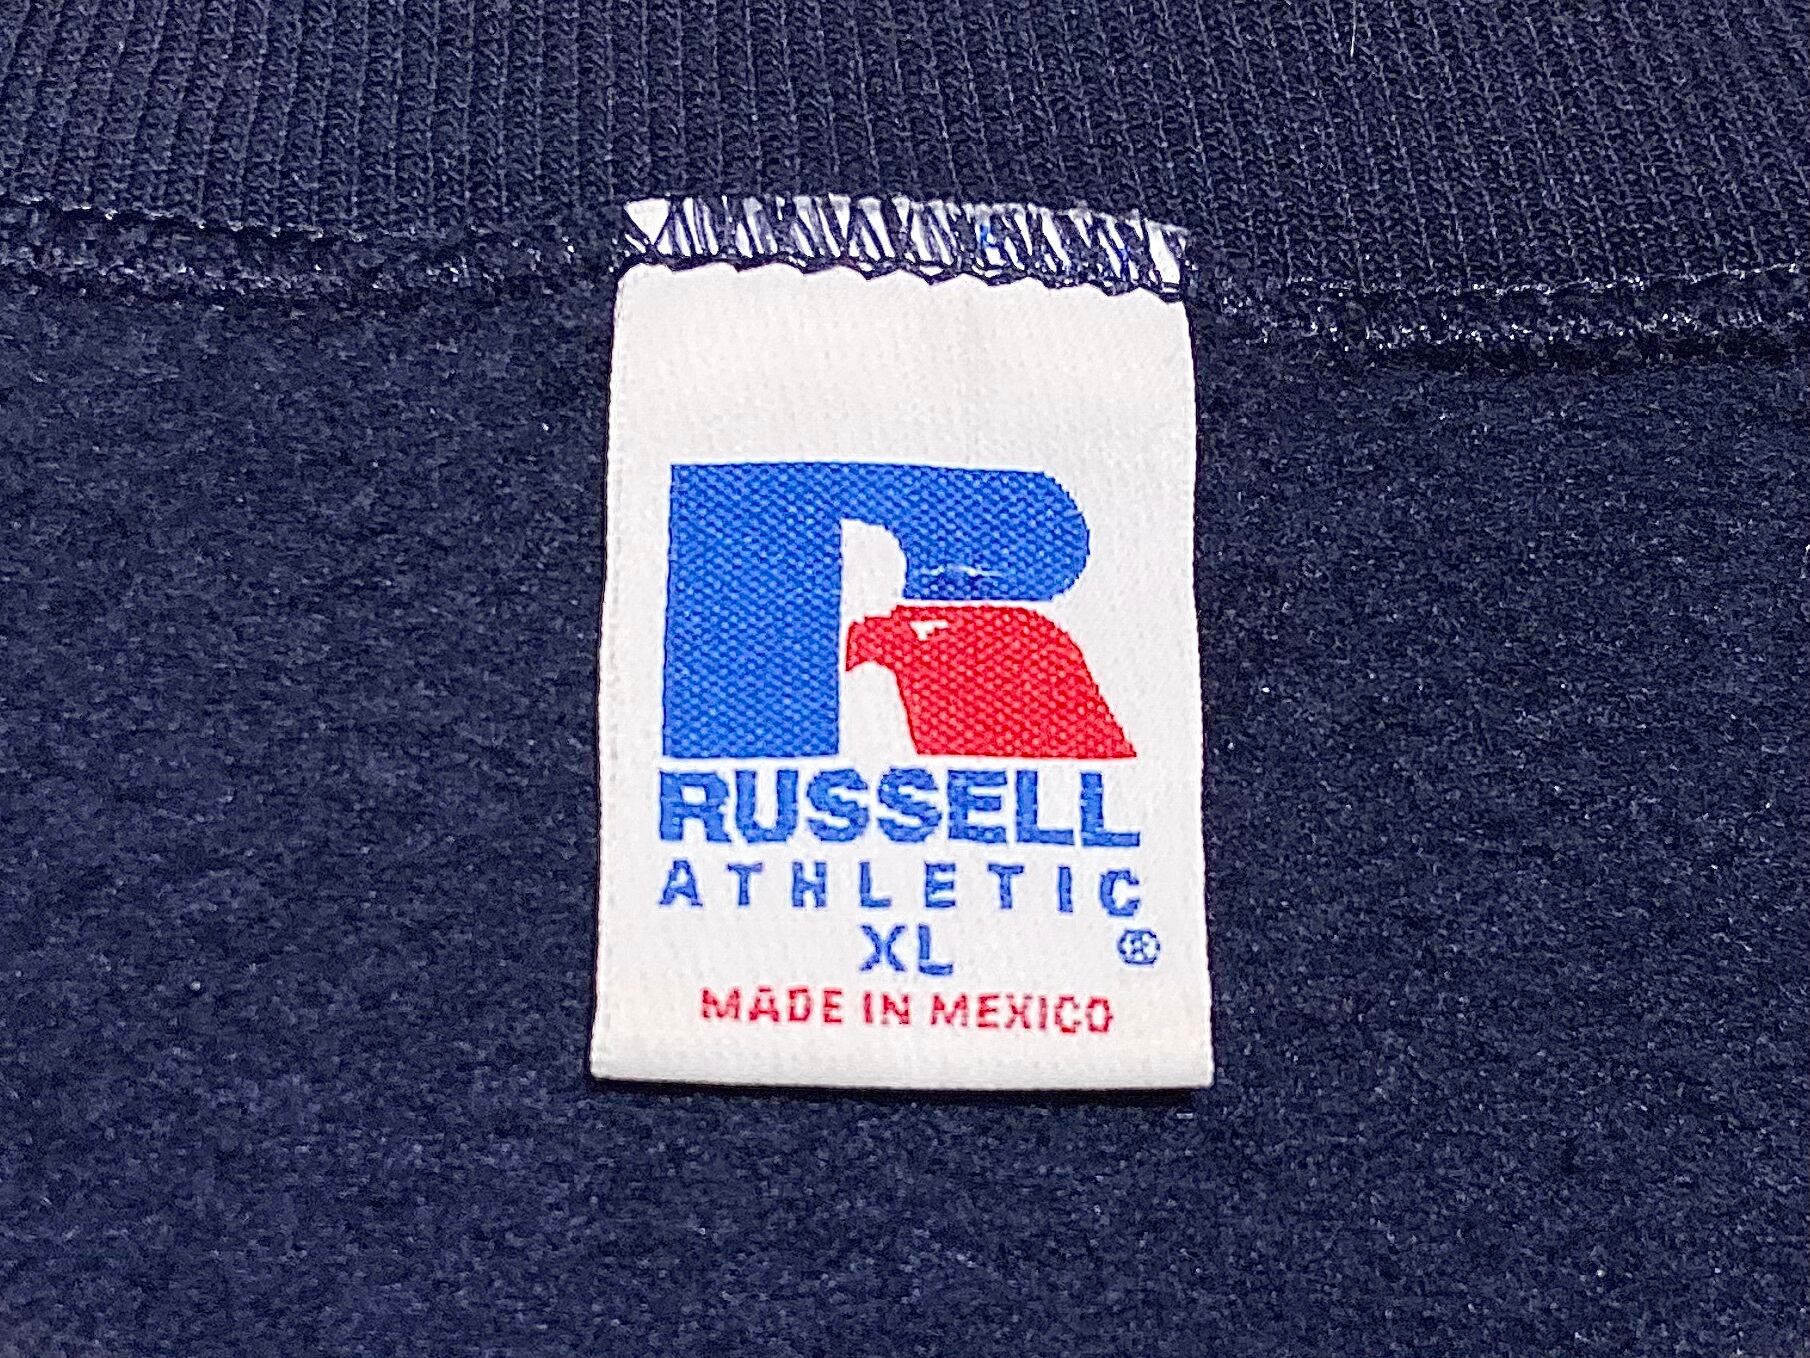 R
RUSSELL
ATHLETIC
XL ®
MADE IN MEXICO